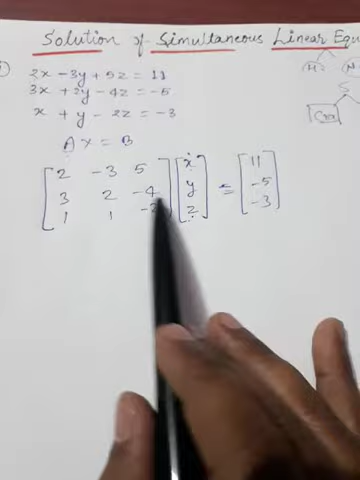 Solution of Simultaneous Linear Equ
2x - 3y + 5z = 11
3x + 2y - 4z = -5
x + y - 2z = -3
A X = B
[2 -3 5] [x] = [11]
[3 2 -4] [y] [-5]
[1 1 -2] [z] [-3]